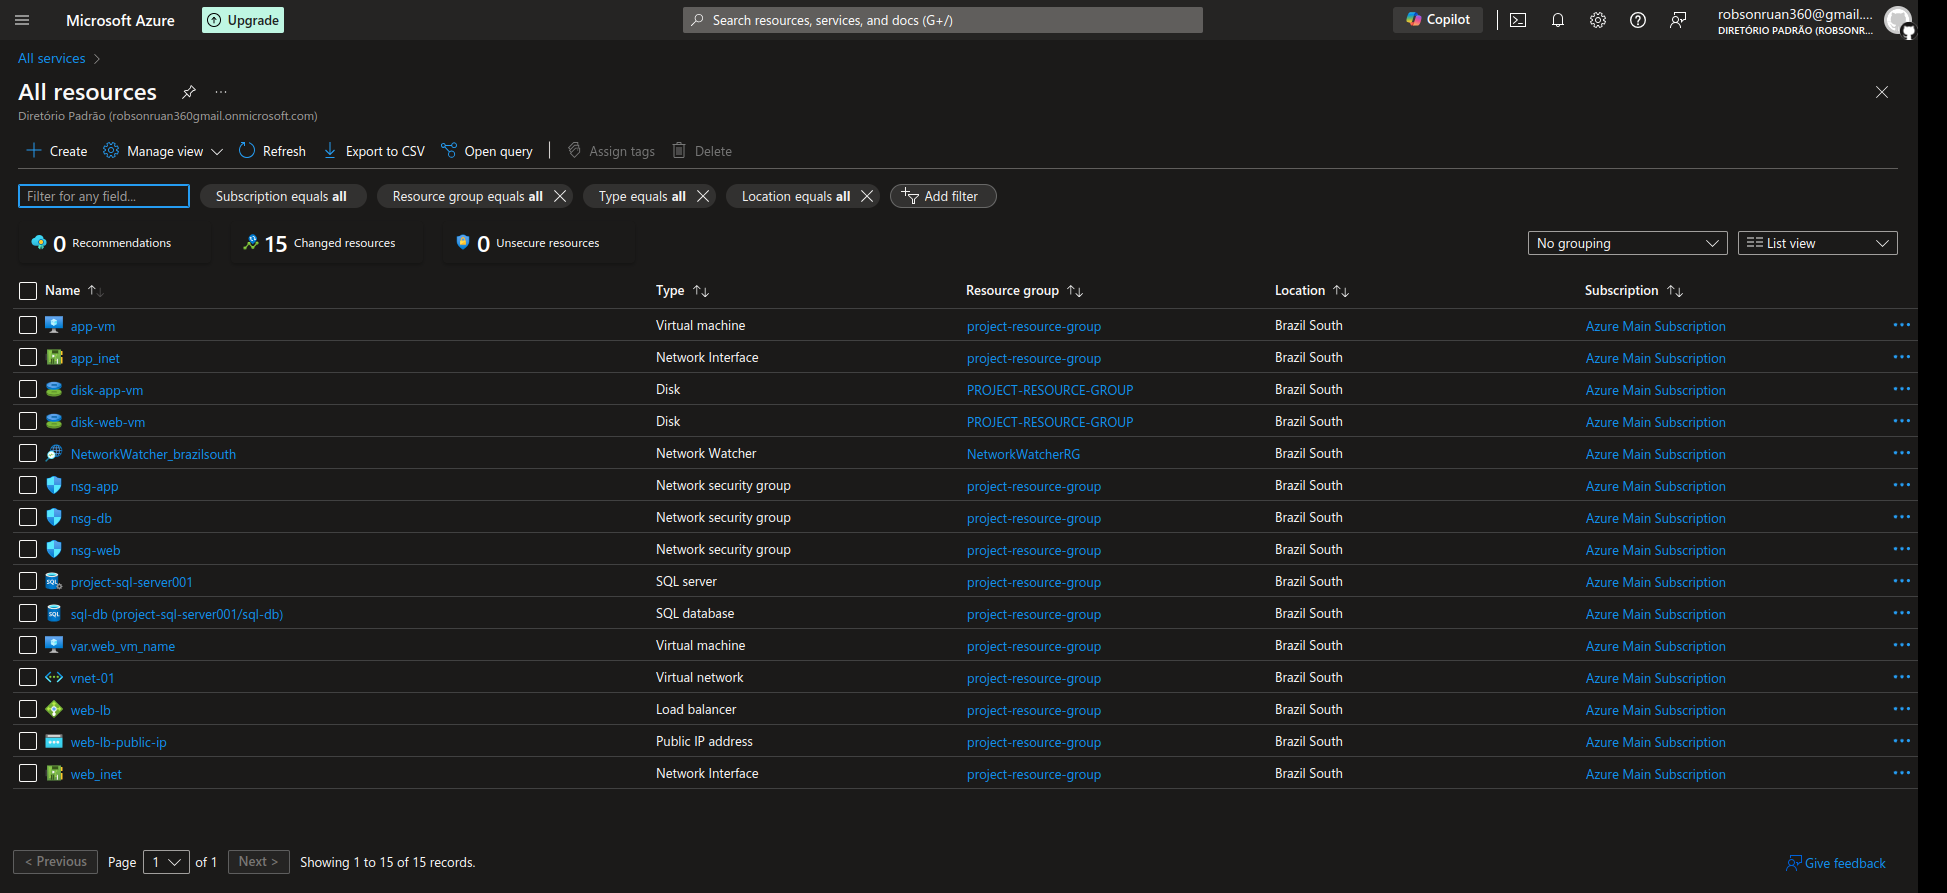 Microsoft Azure
Upgrade
Search resources, services, and docs (G+/)
Copilot
robsonruan360@gmail....
DIRETÓRIO PADRÃO (ROBSONR...
All services
All resources
Diretório Padrão (robsonruan360gmail.onmicrosoft.com)
Create Manage view Refresh Export to CSV Open query Assign tags Delete
Filter for any field... Subscription equals all Resource group equals all Type equals all Location equals all Add filter
0 Recommendations 15 Changed resources 0 Unsecure resources No grouping List view
Name Type Resource group Location Subscription
app-vm Virtual machine project-resource-group Brazil South Azure Main Subscription
app_inet Network Interface project-resource-group Brazil South Azure Main Subscription
disk-app-vm Disk PROJECT-RESOURCE-GROUP Brazil South Azure Main Subscription
disk-web-vm Disk PROJECT-RESOURCE-GROUP Brazil South Azure Main Subscription
NetworkWatcher_brazilsouth Network Watcher NetworkWatcherRG Brazil South Azure Main Subscription
nsg-app Network security group project-resource-group Brazil South Azure Main Subscription
nsg-db Network security group project-resource-group Brazil South Azure Main Subscription
nsg-web Network security group project-resource-group Brazil South Azure Main Subscription
SQL project-sql-server001 SQL server project-resource-group Brazil South Azure Main Subscription
SQL sql-db (project-sql-server001/sql-db) SQL database project-resource-group Brazil South Azure Main Subscription
var.web_vm_name Virtual machine project-resource-group Brazil South Azure Main Subscription
vnet-01 Virtual network project-resource-group Brazil South Azure Main Subscription
web-lb Load balancer project-resource-group Brazil South Azure Main Subscription
web-lb-public-ip Public IP address project-resource-group Brazil South Azure Main Subscription
web_inet Network Interface project-resource-group Brazil South Azure Main Subscription
< Previous Page 1 of 1 Next > Showing 1 to 15 of 15 records. Give feedback